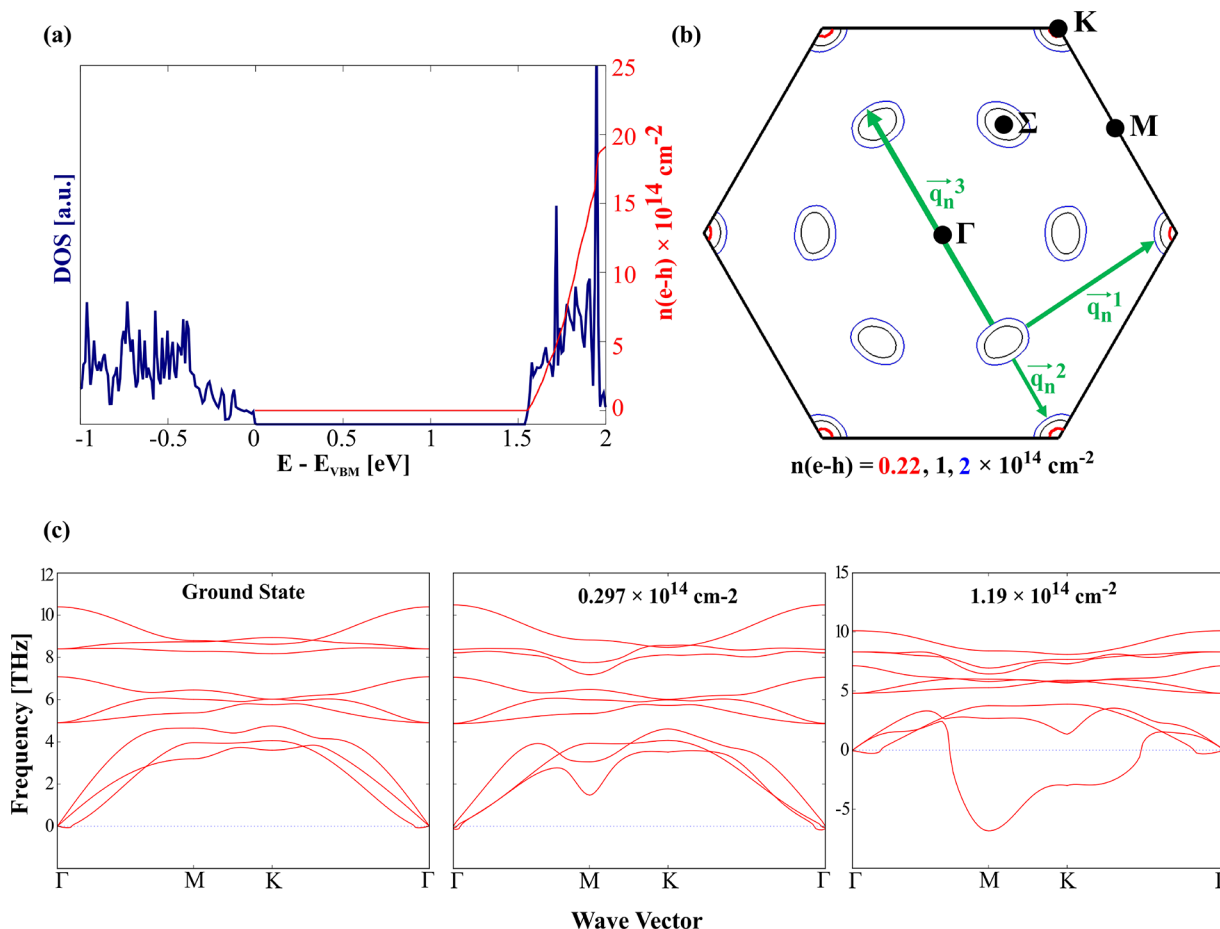 (a)
25
20
15
10
5
0
DOS [a.u.]
n(e-h) × 10^14 cm^-2
-1 -0.5 0 0.5 1 1.5 2
E - E_VBM [eV]
(b)
K
Σ
M
q_n^3
Γ
q_n^1
q_n^2
n(e-h) = 0.22, 1, 2 × 10^14 cm^-2
(c)
Frequency [THz]
12
10
8
6
4
2
0
Ground State
Γ M K Γ
0.297 × 10^14 cm-2
Γ M K Γ
15
10
5
0
-5
1.19 × 10^14 cm^-2
Γ M K Γ
Wave Vector